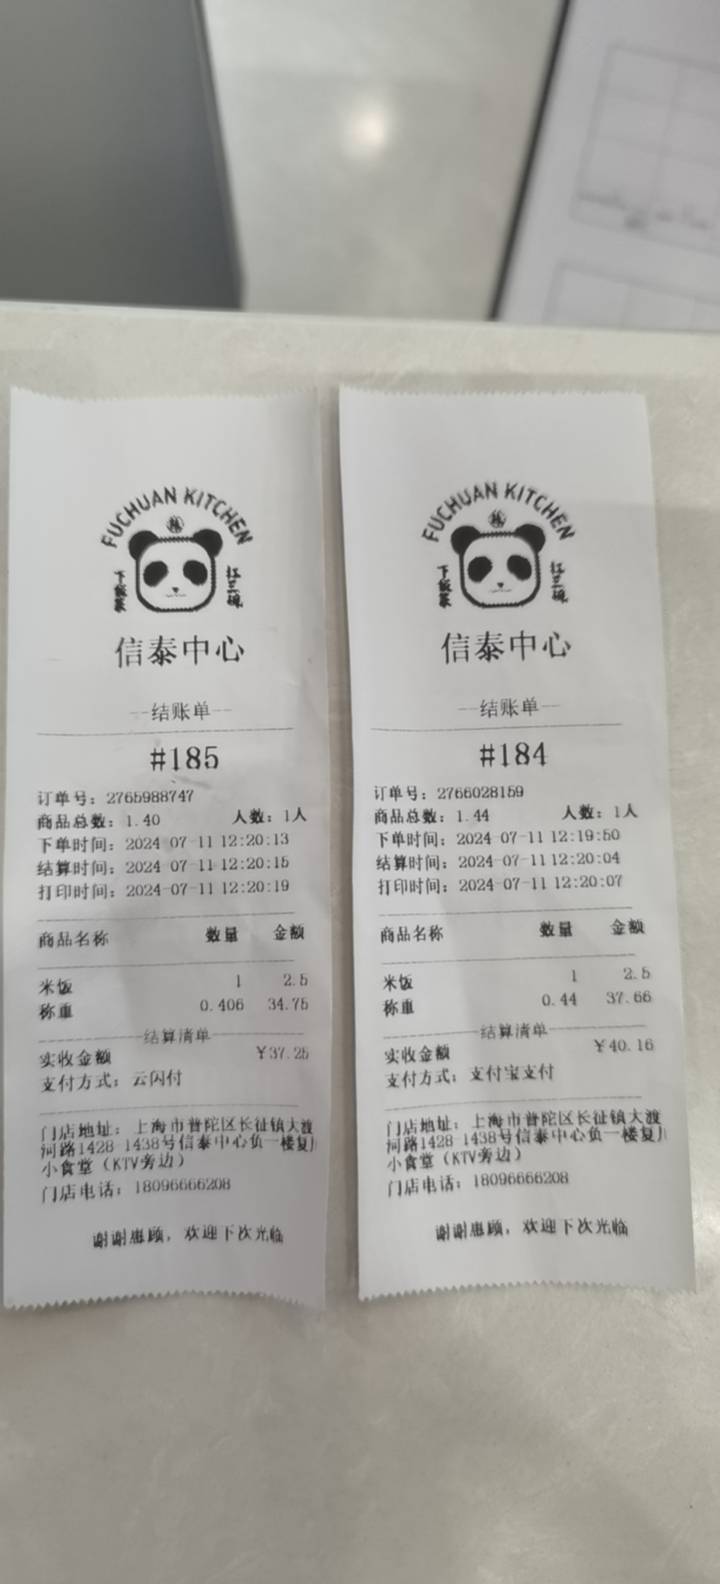 FUCHUAN KITCHEN
下饭菜
扛三碗
信泰中心
结账单
#185
订单号：2765988747
商品总数：1.40 人数：1人
下单时间：2024-07-11 12:20:13
结算时间：2024-07-11 12:20:15
打印时间：2024-07-11 12:20:19
商品名称 数量 金额
米饭 1 2.5
称重 0.406 34.75
结算清单
实收金额 ￥37.25
支付方式：云闪付
门店地址：上海市普陀区长征镇大渡
河路1428-1438号信泰中心负一楼复川
小食堂（KTV旁边）
门店电话：18096666208
谢谢惠顾，欢迎下次光临
FUCHUAN KITCHEN
下饭菜
扛三碗
信泰中心
结账单
#184
订单号：2766028159
商品总数：1.44 人数：1人
下单时间：2024-07-11 12:19:50
结算时间：2024-07-11 12:20:04
打印时间：2024-07-11 12:20:07
商品名称 数量 金额
米饭 1 2.5
称重 0.44 37.66
结算清单
实收金额 ￥40.16
支付方式：支付宝支付
门店地址：上海市普陀区长征镇大渡
河路1428-1438号信泰中心负一楼复川
小食堂（KTV旁边）
门店电话：18096666208
谢谢惠顾，欢迎下次光临